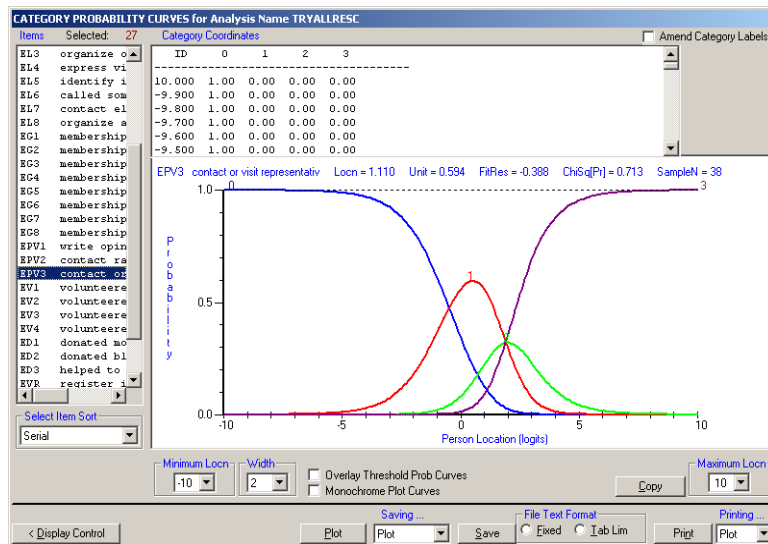 CATEGORY PROBABILITY CURVES for Analysis Name TRYALLRESC
Items Selected: 27 Category Coordinates Amend Category Labels
EL3 organize o
EL4 express vi
EL5 identify i
EL6 called som
EL7 contact el
EL8 organize a
EG1 membership
EG2 membership
EG3 membership
EG4 membership
EG5 membership
EG6 membership
EG7 membership
EG8 membership
EPV1 write opin
EPV2 contact ra
EPV3 contact or
EV1 volunteere
EV2 volunteere
EV3 volunteere
EV4 volunteere
ED1 donated mo
ED2 donated bl
ED3 helped to
EVR register i
ID 0 1 2 3
----------------------------------------
10.000 1.00 0.00 0.00 0.00
-9.900 1.00 0.00 0.00 0.00
-9.800 1.00 0.00 0.00 0.00
-9.700 1.00 0.00 0.00 0.00
-9.600 1.00 0.00 0.00 0.00
-9.500 1.00 0.00 0.00 0.00
EPV3 contact or visit representativ Locn = 1.110 Unit = 0.594 FitRes = -0.388 ChiSq[Pr] = 0.713 SampleN = 38
Probability
1.0
0.5
0.0
0
1
3
-10 -5 0 5 10
Person Location (logits)
Select Item Sort
Serial
Minimum Locn
-10
Width
2
Overlay Threshold Prob Curves
Monochrome Plot Curves
Copy
Maximum Locn
10
< Display Control
Plot
Saving ...
Plot
Save
File Text Format
Fixed Tab Lim
Print
Printing ...
Plot